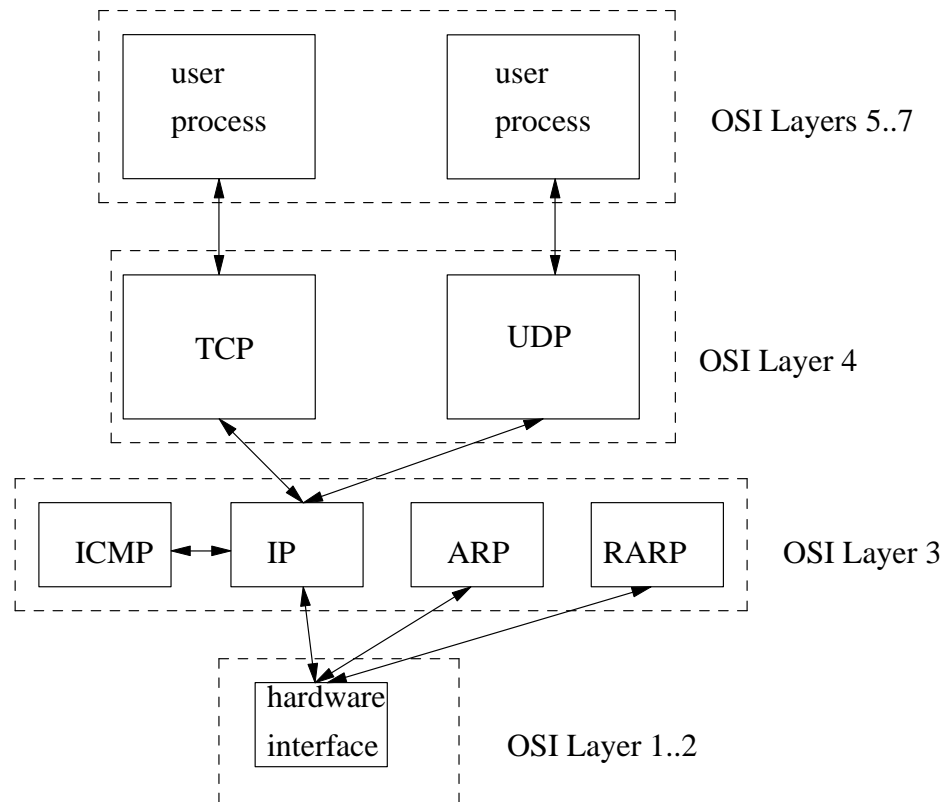 user
process
user
process
OSI Layers 5..7
TCP
UDP
OSI Layer 4
ICMP
IP
ARP
RARP
OSI Layer 3
hardware
interface
OSI Layer 1..2